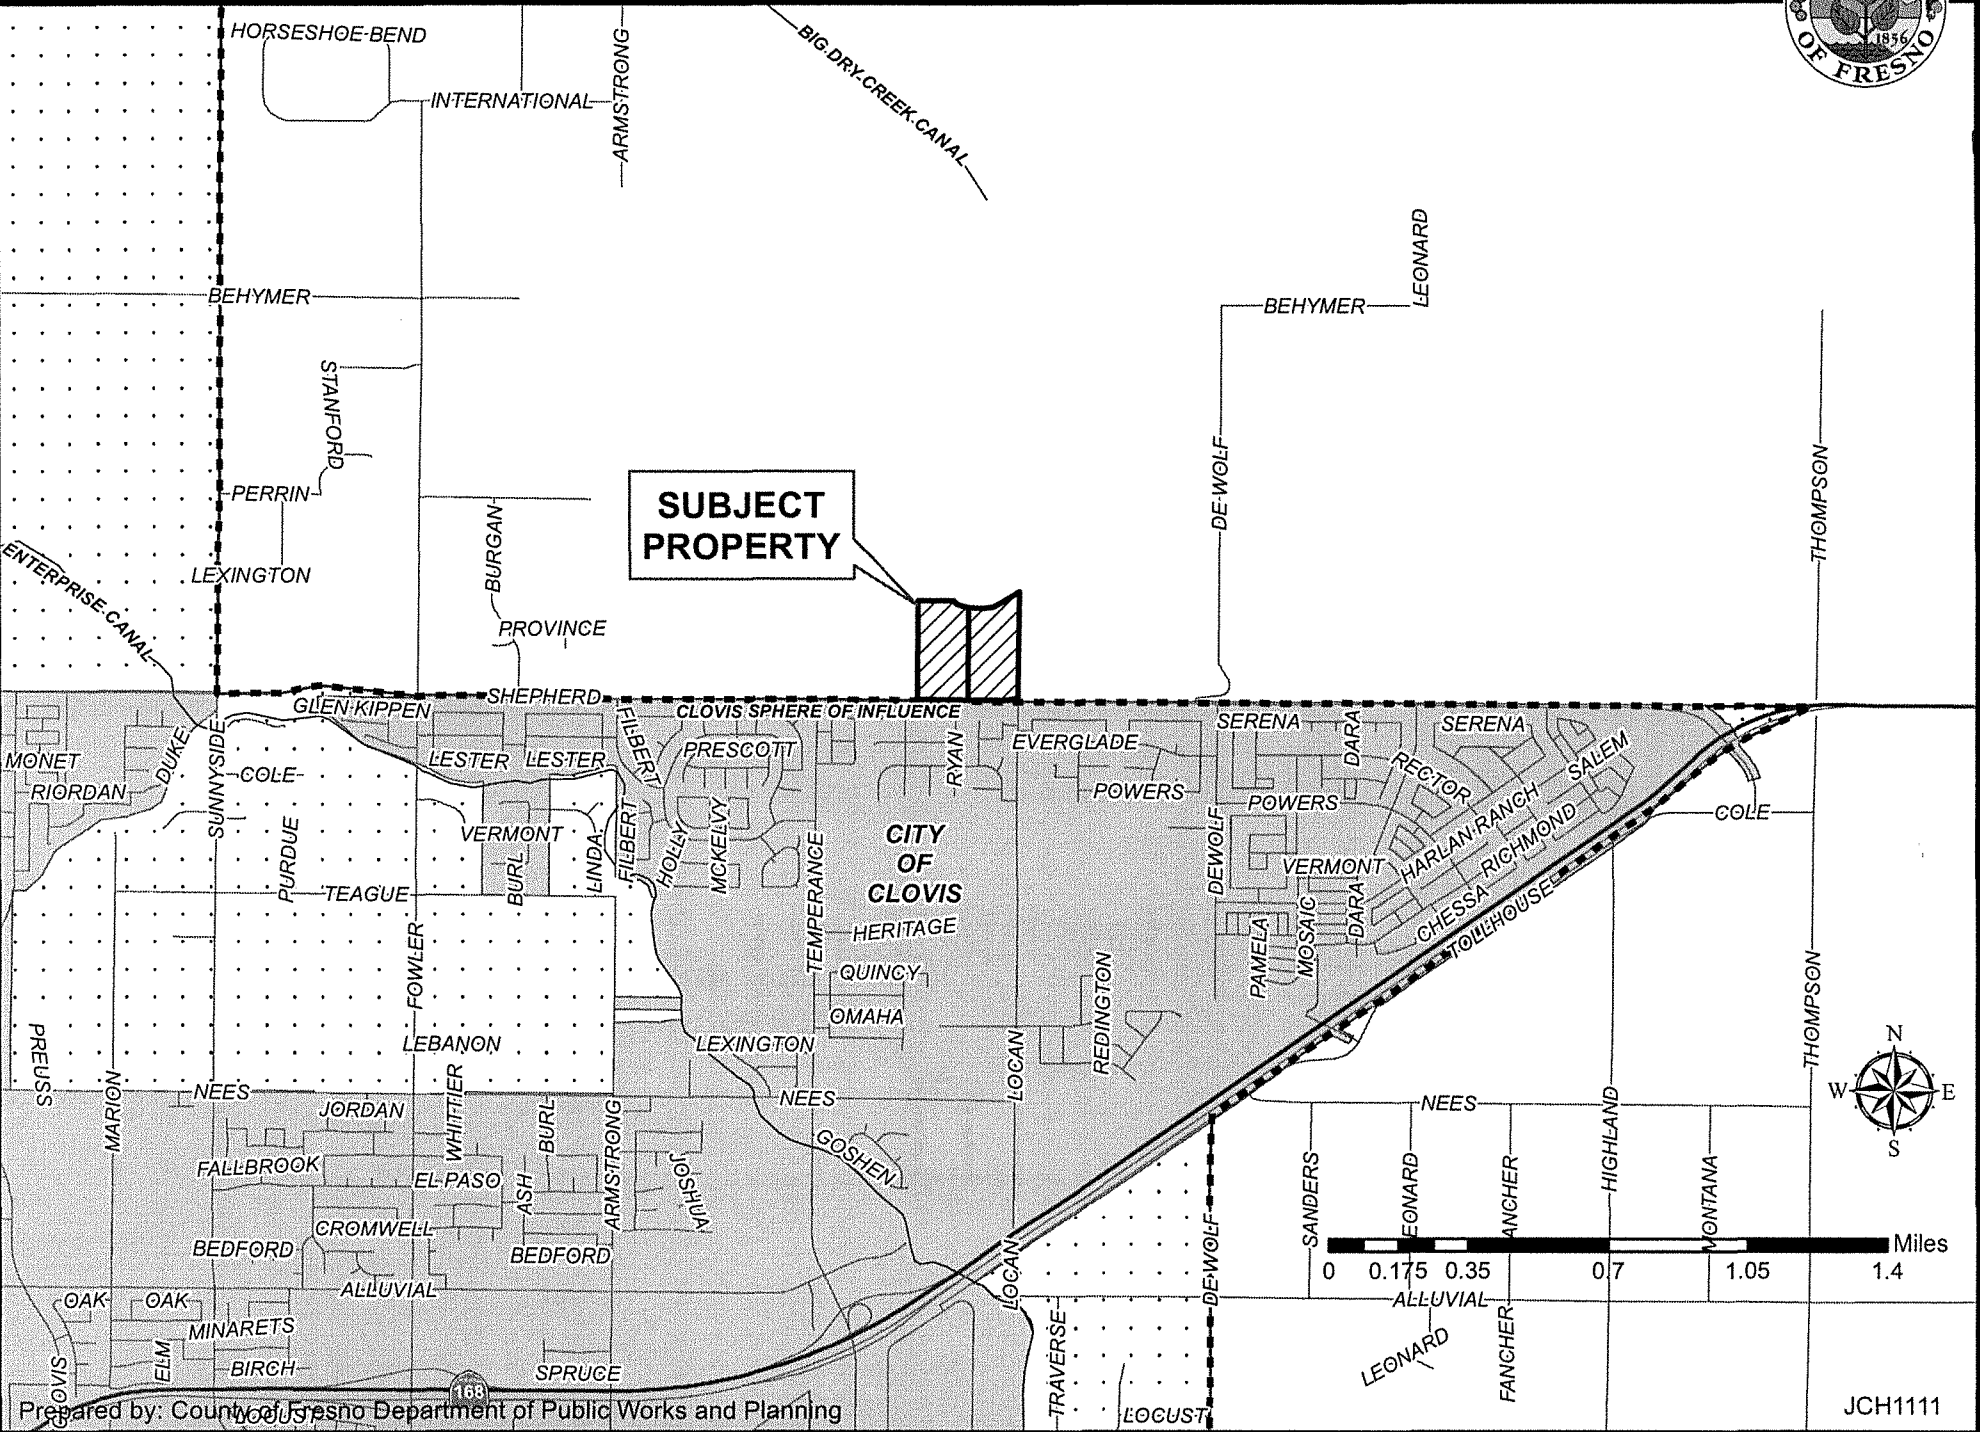 HORSESHOE BEND
INTERNATIONAL
ARMSTRONG
BIG DRY CREEK CANAL
1856
OF FRESNO
BEHYMER
BEHYMER
LEONARD
STANFORD
PERRIN
BURGAN
SUBJECT
PROPERTY
DE WOLF
THOMPSON
ENTERPRISE CANAL
LEXINGTON
PROVINCE
SHEPHERD
GLEN KIPPEN
CLOVIS SPHERE OF INFLUENCE
MONET
RIORDAN
DUKE
SUNNYSIDE
COLE
LESTER
LESTER
FILBERT
PRESCOTT
RYAN
EVERGLADE
POWERS
SERENA
DARA
SERENA
RECTOR
SALEM
POWERS
HARLAN RANCH
RICHMOND
COLE
PURDUE
VERMONT
BURL
LINDA
FILBERT
HOLLY
MCKELVY
TEMPERANCE
CITY
OF
CLOVIS
DEWOLF
VERMONT
TEAGUE
HERITAGE
PAMELA
MOSAIC
DARA
CHESSA
TOLLHOUSE
FOWLER
QUINCY
OMAHA
REDINGTON
THOMPSON
PREUSS
LEBANON
LEXINGTON
LOCAN
MARION
NEES
JORDAN
WHITTIER
BURL
ARMSTRONG
NEES
NEES
HIGHLAND
N
W
E
S
FALLBROOK
EL PASO
ASH
JOSHUA
GOSHEN
SANDERS
LEONARD
FANCHER
MONTANA
CROMWELL
BEDFORD
BEDFORD
LOCAN
DE WOLF
Miles
0 0.175 0.35 0.7 1.05 1.4
ALLUVIAL
ALLUVIAL
OAK
OAK
MINARETS
ELM
BIRCH
SPRUCE
TRAVERSE
LEONARD
FANCHER
CLOVIS
168
LOCUST
LOCUST
Prepared by: County of Fresno Department of Public Works and Planning
JCH1111